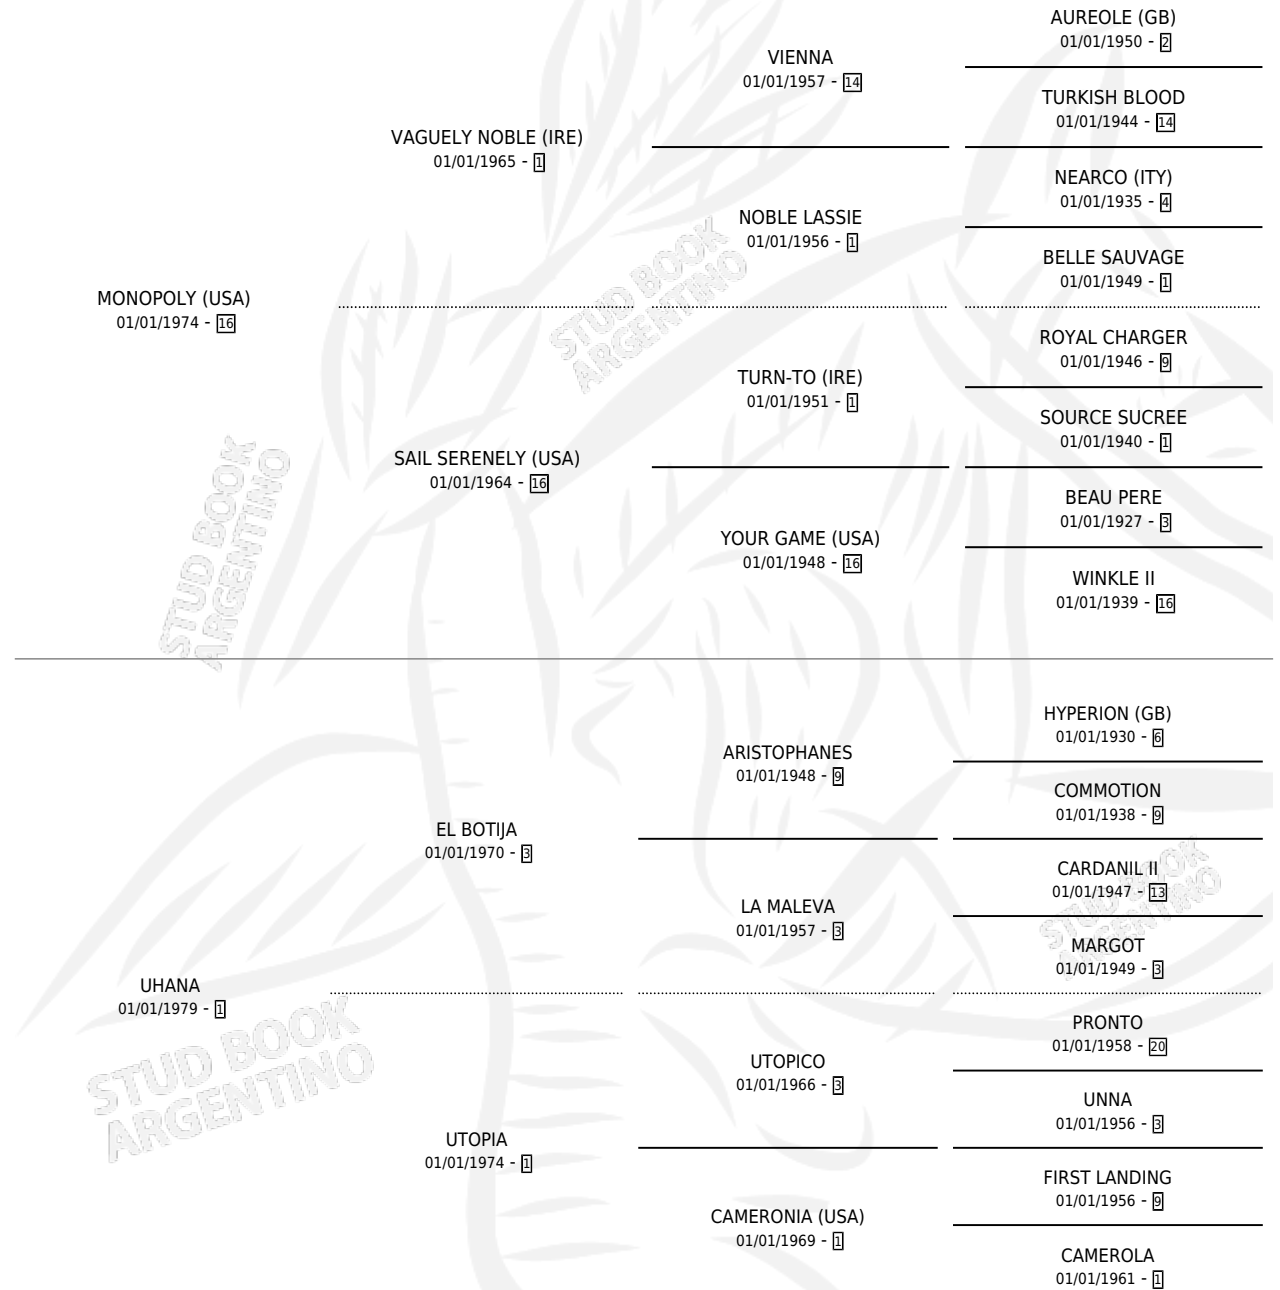 AUREOLE (GB)
01/01/1950 - 2
VIENNA
01/01/1957 - 14
TURKISH BLOOD
01/01/1944 - 14
VAGUELY NOBLE (IRE)
01/01/1965 - 1
NEARCO (ITY)
01/01/1935 - 4
NOBLE LASSIE
01/01/1956 - 1
BELLE SAUVAGE
01/01/1949 - 1
MONOPOLY (USA)
01/01/1974 - 16
STUD BOOK
ARGENTINO
ROYAL CHARGER
01/01/1946 - 9
TURN-TO (IRE)
01/01/1951 - 1
SOURCE SUCREE
01/01/1940 - 1
SAIL SERENELY (USA)
01/01/1964 - 16
BEAU PERE
01/01/1927 - 3
YOUR GAME (USA)
01/01/1948 - 16
WINKLE II
01/01/1939 - 16
STUD BOOK
ARGENTINO
HYPERION (GB)
01/01/1930 - 6
ARISTOPHANES
01/01/1948 - 9
COMMOTION
01/01/1938 - 9
EL BOTIJA
01/01/1970 - 3
CARDANIL II
01/01/1947 - 13
LA MALEVA
01/01/1957 - 3
MARGOT
01/01/1949 - 3
STUD BOOK
ARGENTINO
UHANA
01/01/1979 - 1
PRONTO
01/01/1958 - 20
UTOPICO
01/01/1966 - 3
UNNA
01/01/1956 - 3
STUD BOOK
ARGENTINO
UTOPIA
01/01/1974 - 1
FIRST LANDING
01/01/1956 - 9
CAMERONIA (USA)
01/01/1969 - 1
CAMEROLA
01/01/1961 - 1